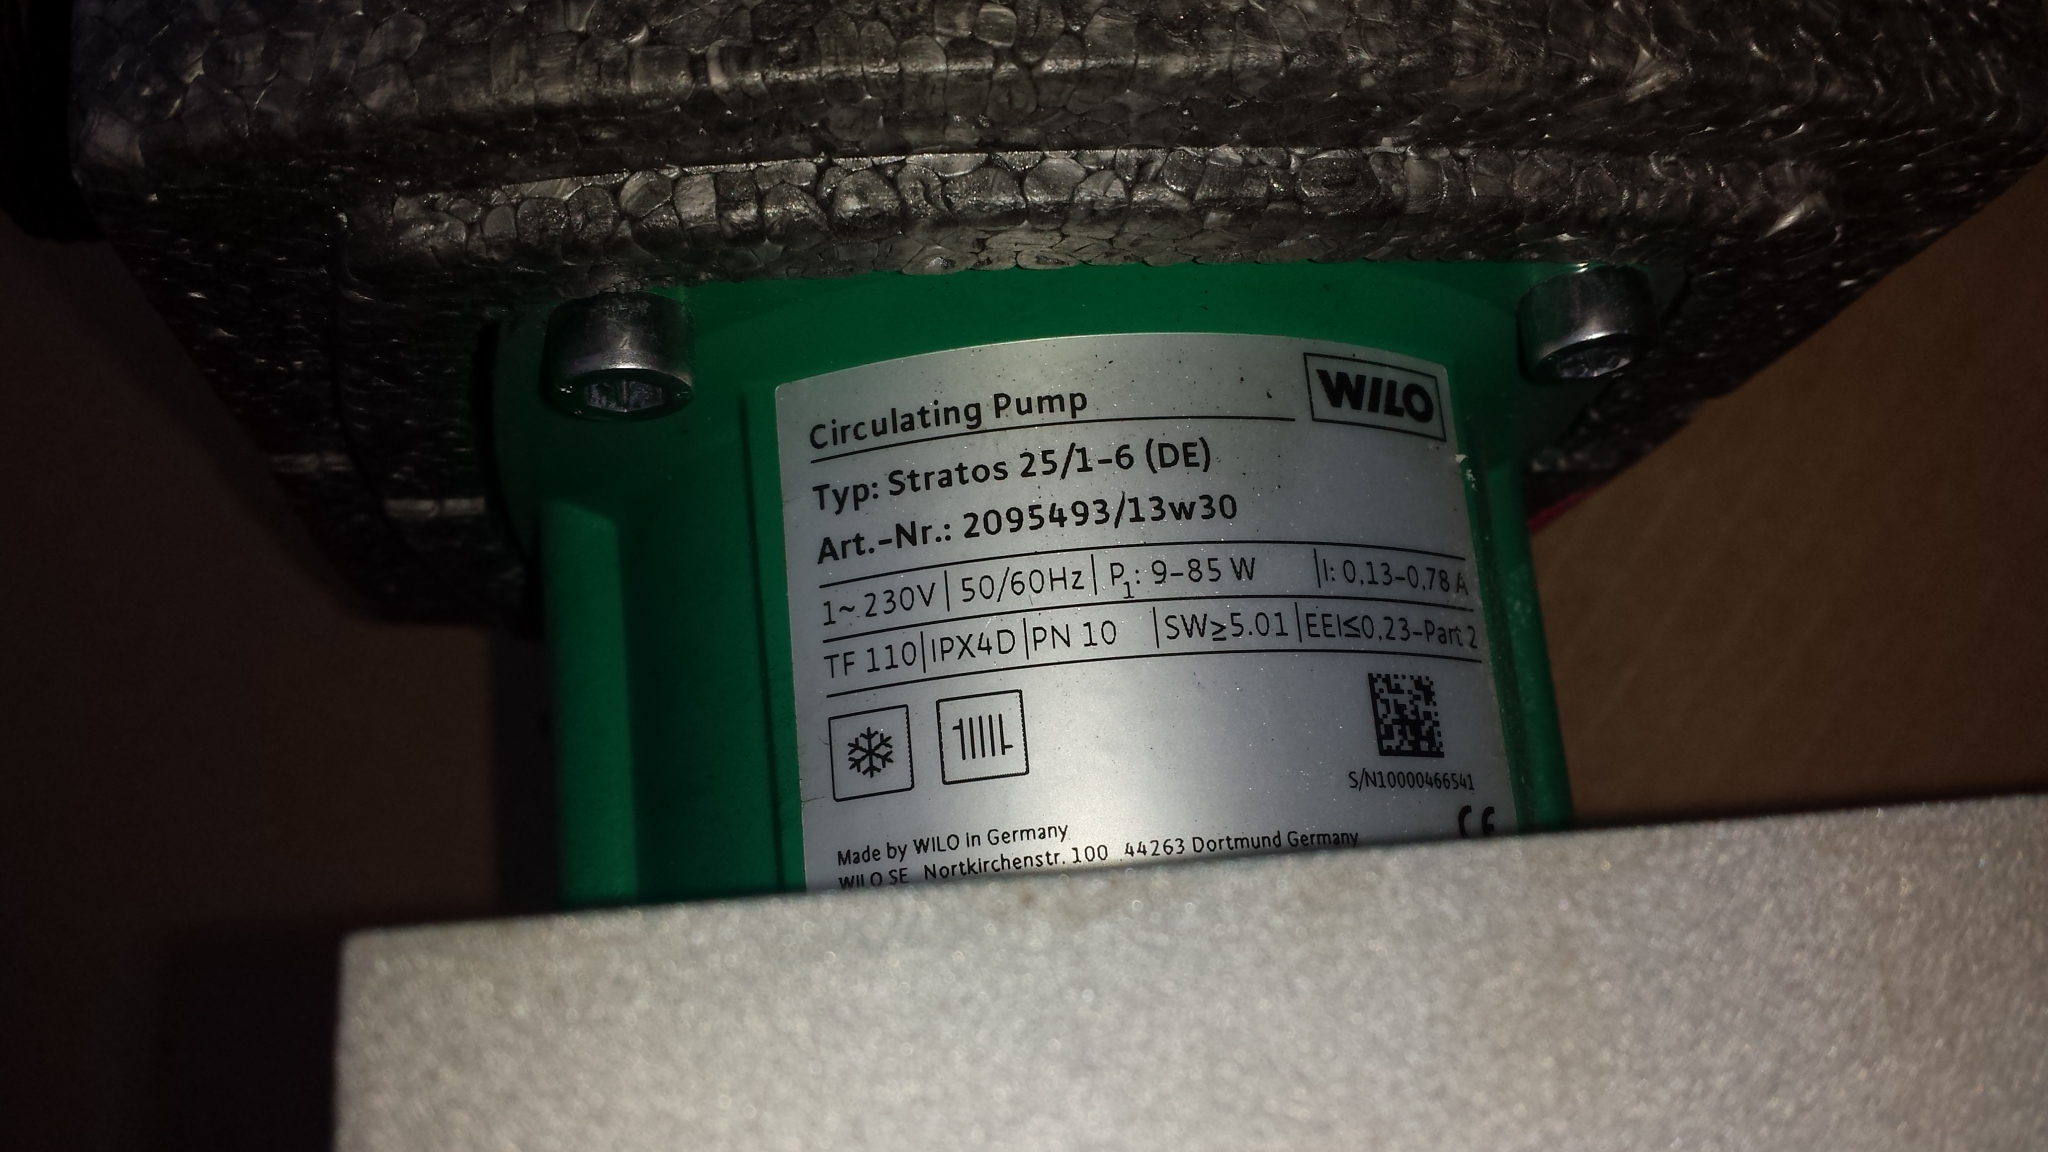 WILO
Circulating Pump
Typ: Stratos 25/1-6 (DE)
Art.-Nr.: 2095493/13w30
1~ 230V | 50/60Hz | P1: 9-85 W | I: 0,13-0,78 A
TF 110 | IPX4D | PN 10 | SW≥5.01 | EEI≤0,23-Part 2
S/N10000466541
CE
Made by WILO in Germany
WILO SE Nortkirchenstr. 100 44263 Dortmund Germany